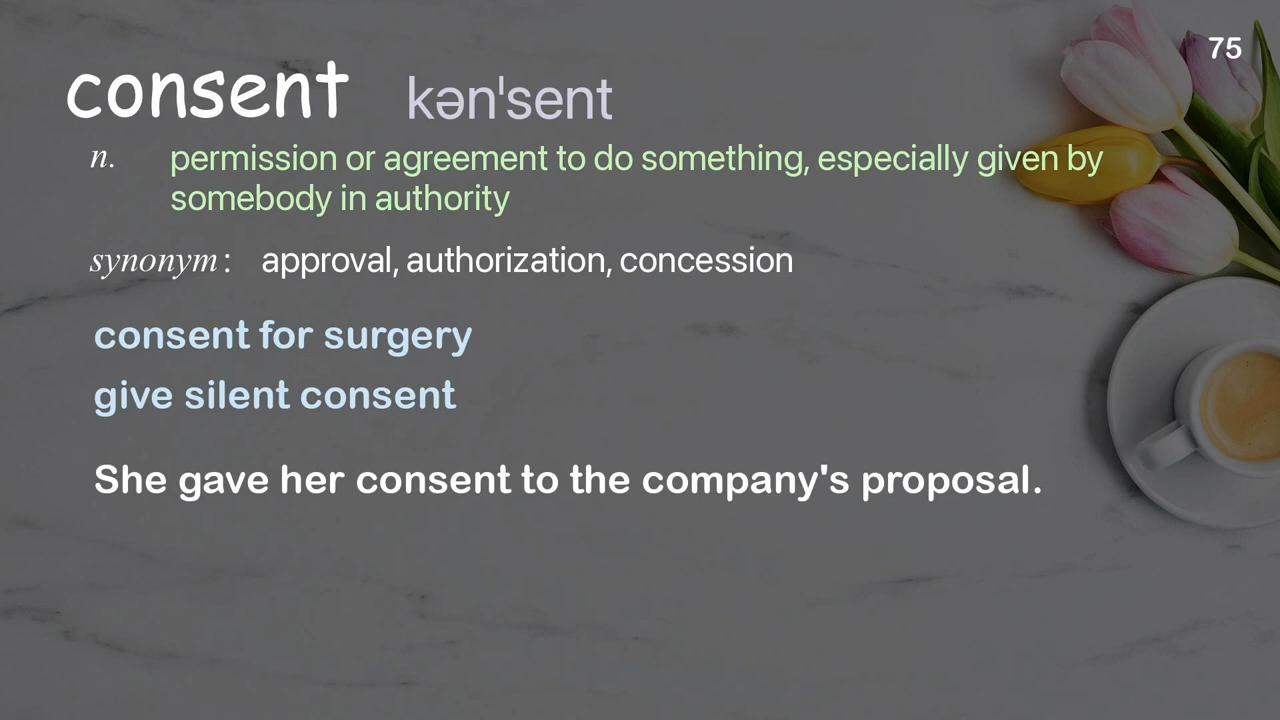 75
consent kən'sent
n. permission or agreement to do something, especially given by
somebody in authority
synonym: approval, authorization, concession
consent for surgery
give silent consent
She gave her consent to the company's proposal.